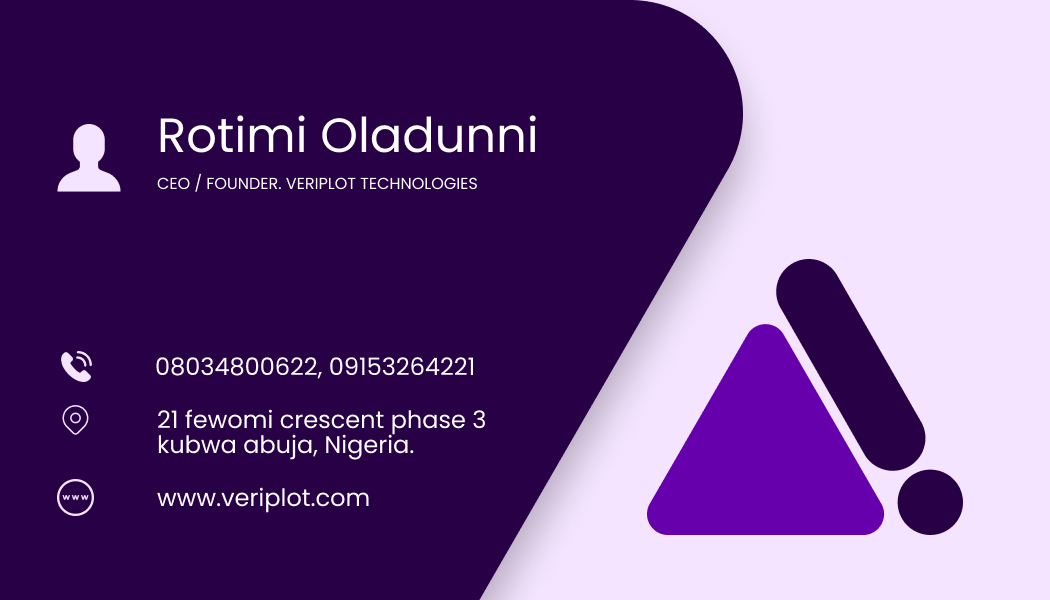 Rotimi Oladunni
CEO / FOUNDER. VERIPLOT TECHNOLOGIES
08034800622, 09153264221
21 fewomi crescent phase 3
kubwa abuja, Nigeria.
www
www.veriplot.com